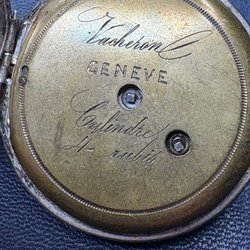 Vacheron
GENEVE
Cylindre
4 rubis